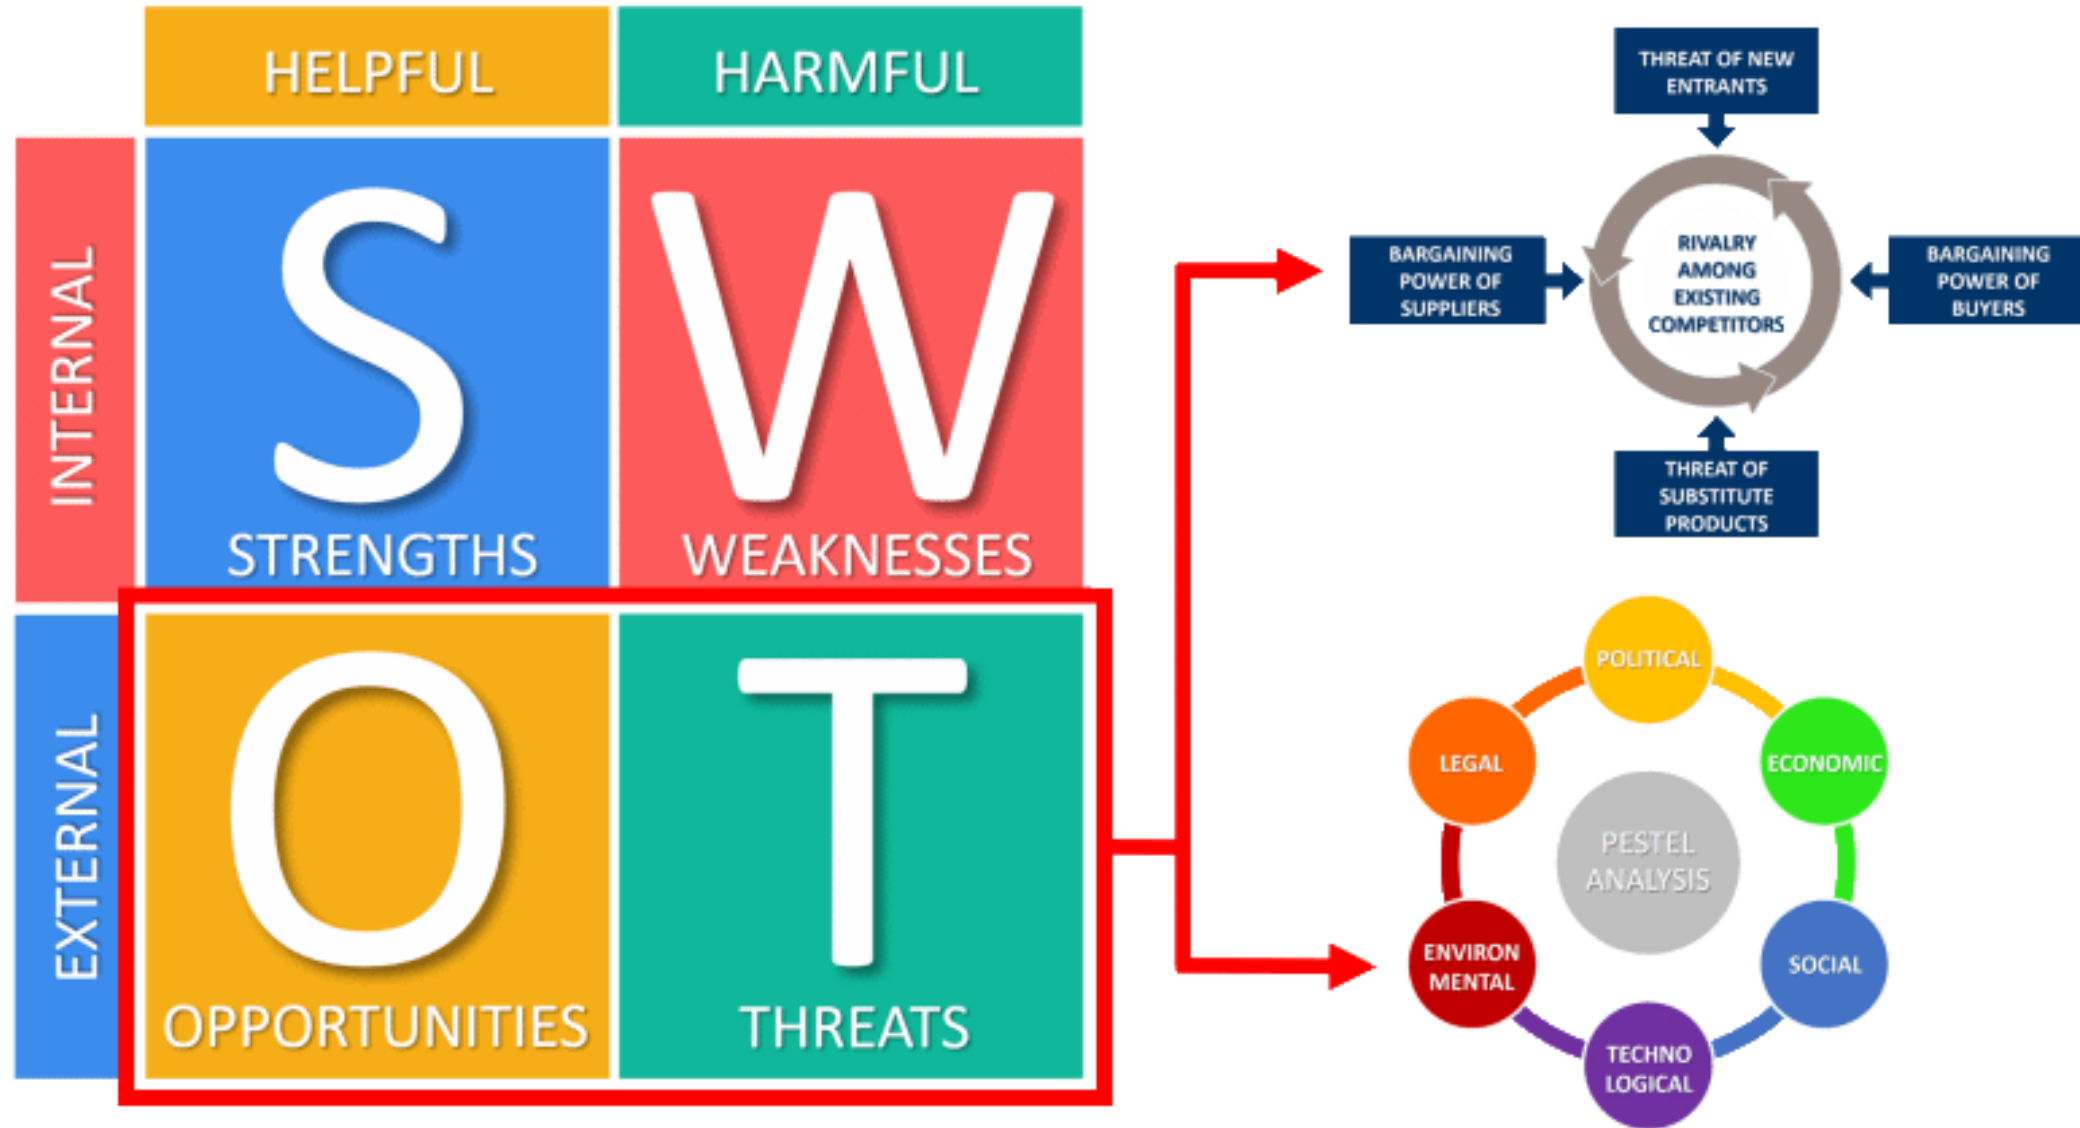 HELPFUL
HARMFUL
INTERNAL
S
STRENGTHS
W
WEAKNESSES
EXTERNAL
O
OPPORTUNITIES
T
THREATS
THREAT OF NEW
ENTRANTS
BARGAINING
POWER OF
SUPPLIERS
RIVALRY
AMONG
EXISTING
COMPETITORS
BARGAINING
POWER OF
BUYERS
THREAT OF
SUBSTITUTE
PRODUCTS
POLITICAL
LEGAL
ECONOMIC
PESTEL
ANALYSIS
ENVIRON
MENTAL
SOCIAL
TECHNO
LOGICAL